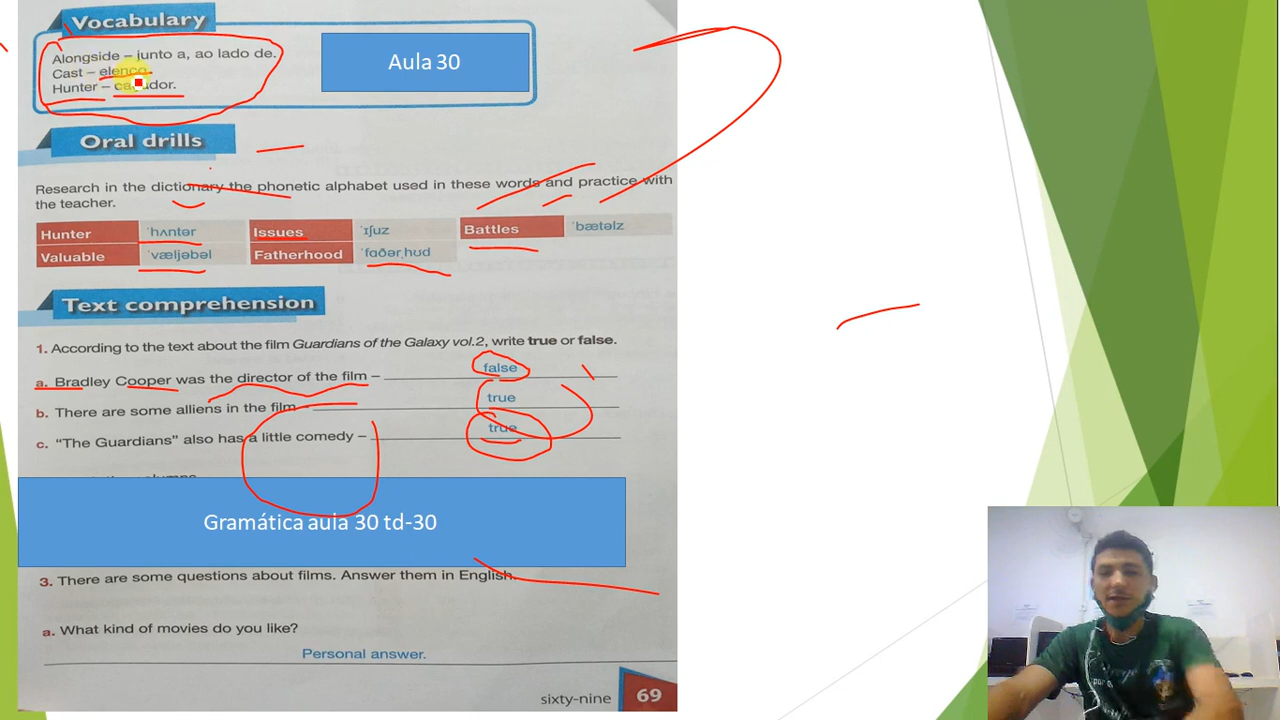 Vocabulary
Alongside – junto a, ao lado de.
Cast – elenco.
Hunter – caçador.
Aula 30
Oral drills
Research in the dictionary the phonetic alphabet used in these words and practice with
the teacher.
Hunter ˈhʌntər Issues ˈɪʃuz Battles ˈbætəlz
Valuable ˈvæljəbəl Fatherhood ˈfɑðərˌhʊd
Text comprehension
1. According to the text about the film Guardians of the Galaxy vol.2, write true or false.
a. Bradley Cooper was the director of the film – false
b. There are some alliens in the film – true
c. "The Guardians" also has a little comedy – true
Gramática aula 30 td-30
3. There are some questions about films. Answer them in English.
a. What kind of movies do you like?
Personal answer.
sixty-nine 69